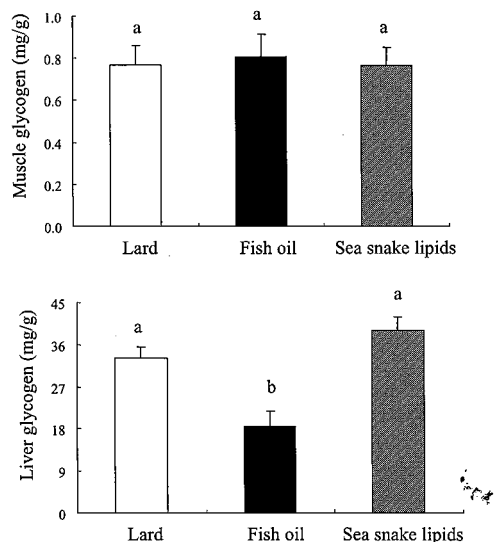 Muscle glycogen (mg/g)
1.0
0.8
0.6
0.4
0.2
0.0
a
a
a
Lard
Fish oil
Sea snake lipids
Liver glycogen (mg/g)
45
36
27
18
9
0
a
b
a
Lard
Fish oil
Sea snake lipids